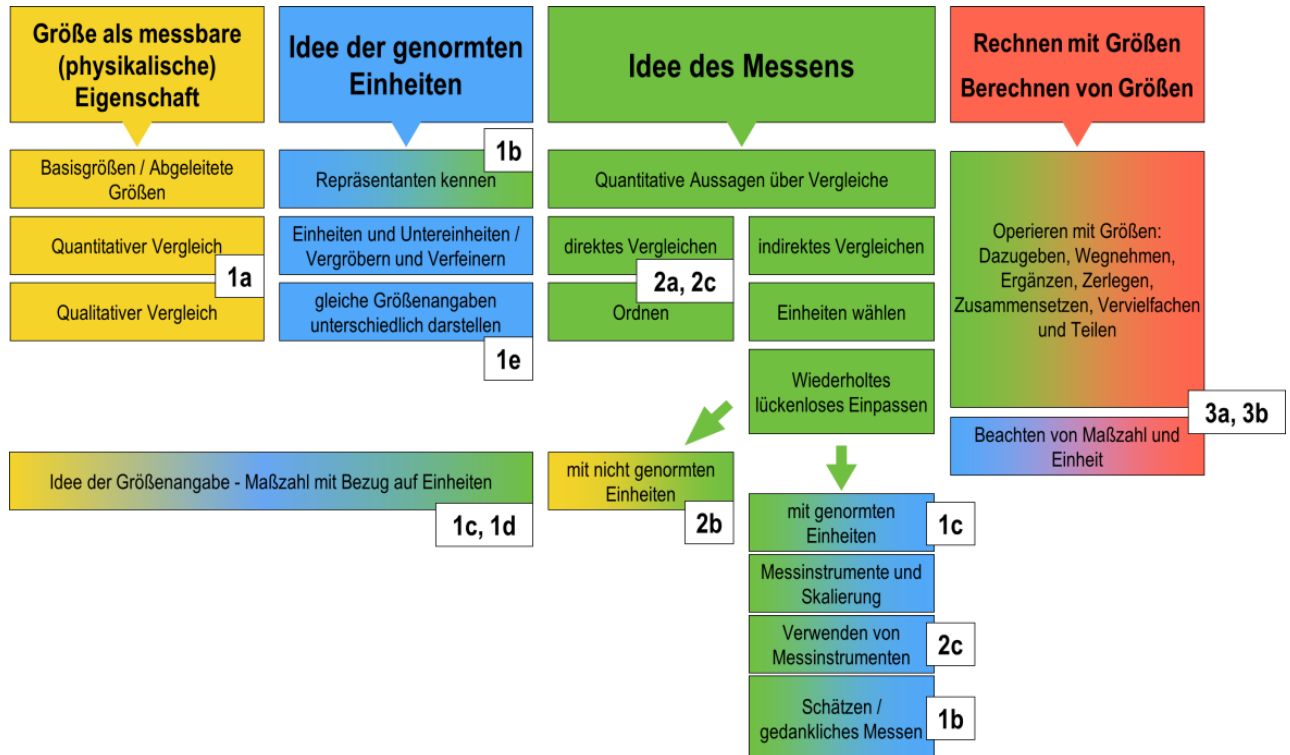 Größe als messbare
(physikalische)
Eigenschaft
Idee der genormten
Einheiten
Idee des Messens
Rechnen mit Größen
Berechnen von Größen
Basisgrößen / Abgeleitete
Größen
Quantitativer Vergleich
1a
Qualitativer Vergleich
1b
Repräsentanten kennen
Einheiten und Untereinheiten /
Vergröbern und Verfeinern
gleiche Größenangaben
unterschiedlich darstellen
1e
Quantitative Aussagen über Vergleiche
direktes Vergleichen
2a, 2c
Ordnen
indirektes Vergleichen
Einheiten wählen
Wiederholtes
lückenloses Einpassen
Operieren mit Größen:
Dazugeben, Wegnehmen,
Ergänzen, Zerlegen,
Zusammensetzen, Vervielfachen
und Teilen
3a, 3b
Beachten von Maßzahl und
Einheit
Idee der Größenangabe - Maßzahl mit Bezug auf Einheiten
1c, 1d
mit nicht genormten
Einheiten
2b
mit genormten
Einheiten
1c
Messinstrumente und
Skalierung
Verwenden von
Messinstrumenten
2c
Schätzen /
gedankliches Messen
1b